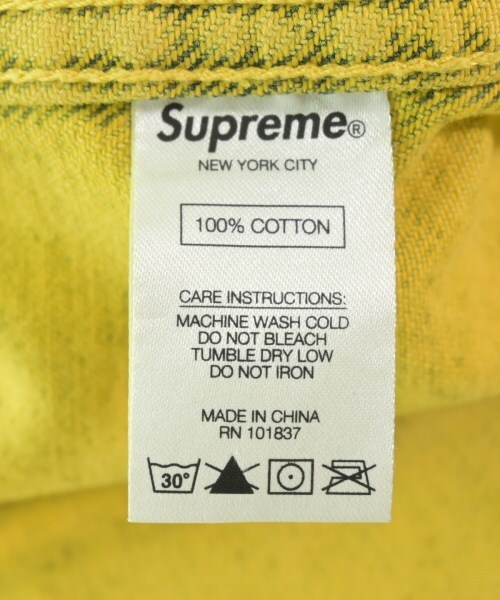 Supreme®
NEW YORK CITY
100% COTTON
CARE INSTRUCTIONS:
MACHINE WASH COLD
DO NOT BLEACH
TUMBLE DRY LOW
DO NOT IRON
MADE IN CHINA
RN 101837
30°